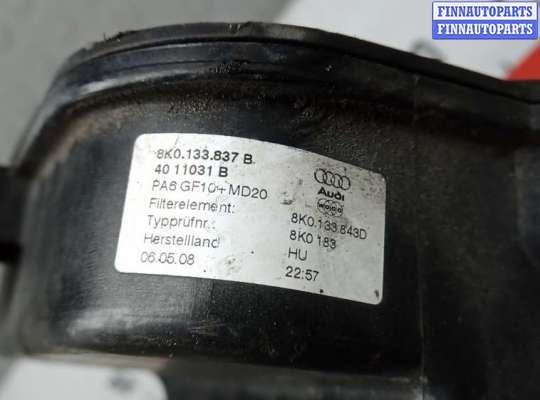 FINNAUTOPARTS
FINNAUTOPARTS
8K0.133.837 B
40 11031 B
PA6 GF10+MD20
Audi
Filterelement: 8K0.133.843D
Typprüfnr.: 8K0 183
Herstellland HU
06.05.08 22:57